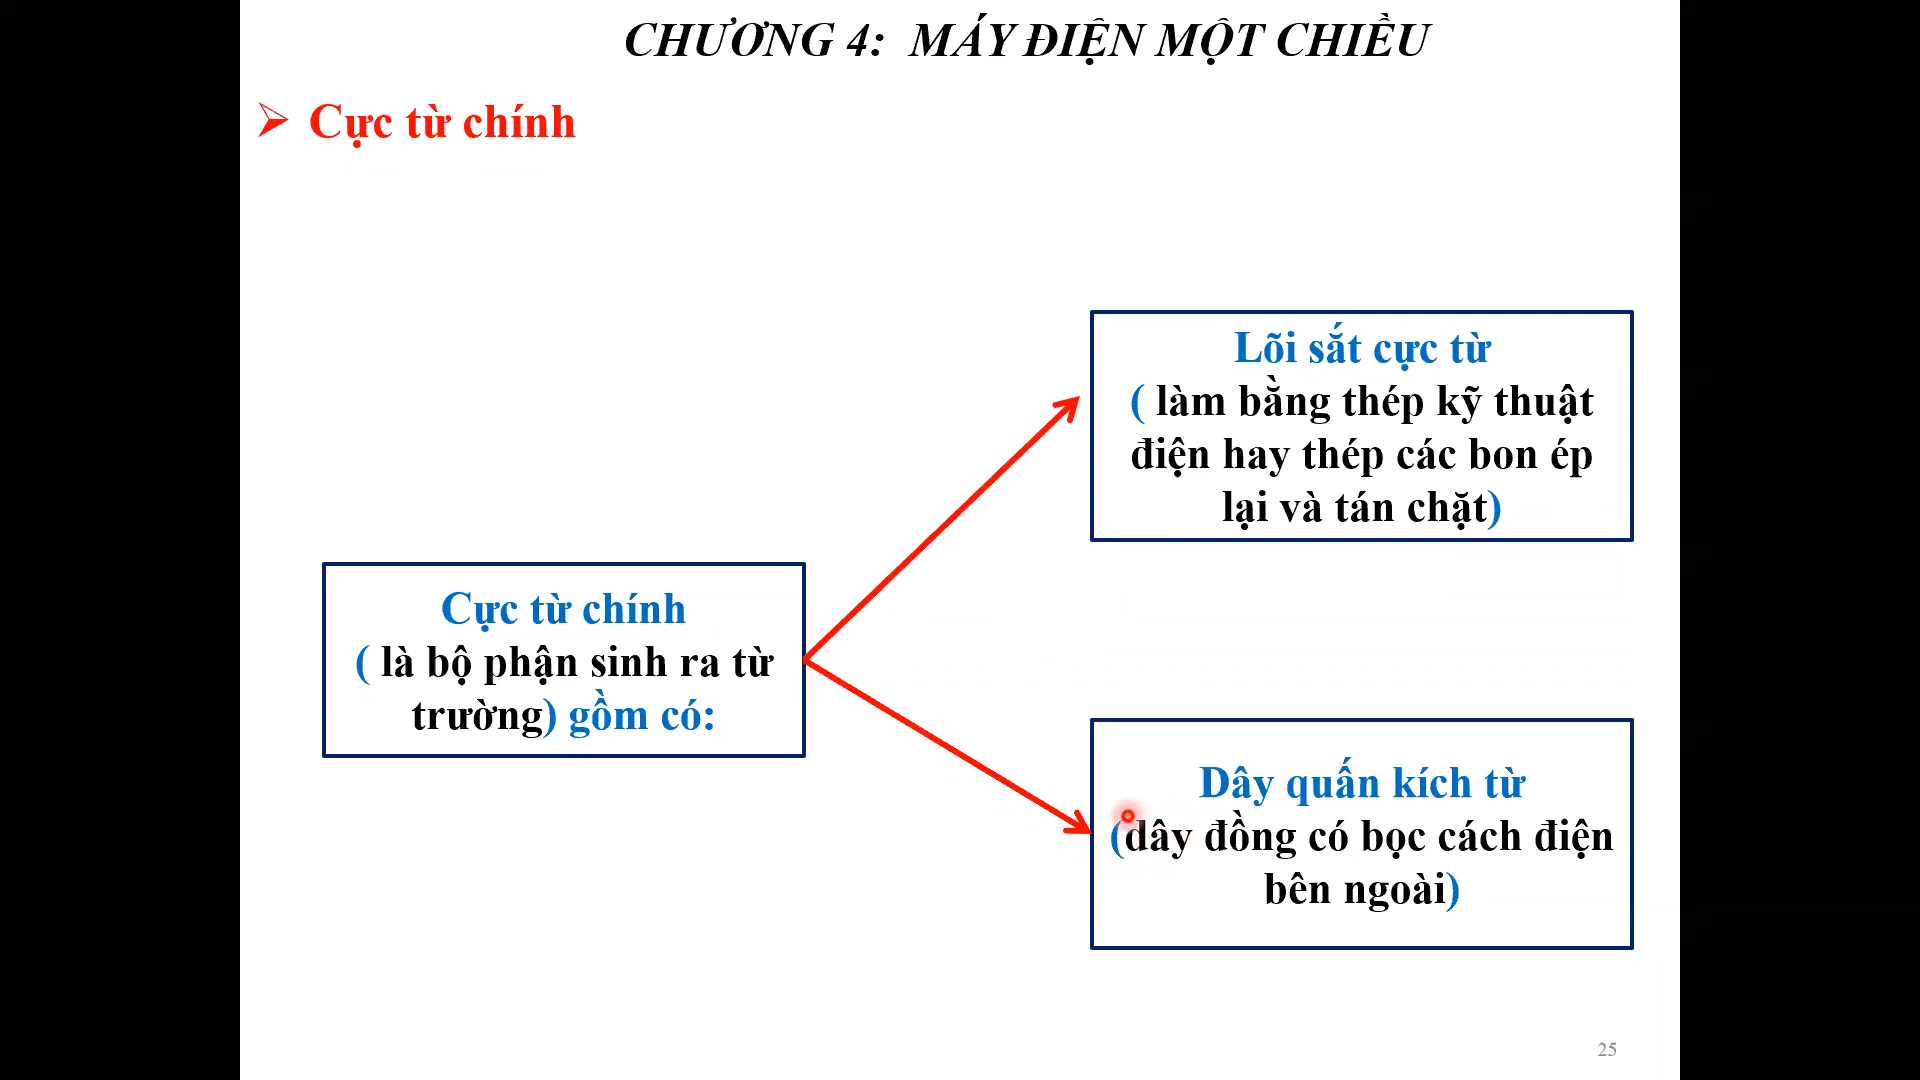 CHƯƠNG 4: MÁY ĐIỆN MỘT CHIỀU
Cực từ chính
Lõi sắt cực từ
( làm bằng thép kỹ thuật
điện hay thép các bon ép
lại và tán chặt)
Cực từ chính
( là bộ phận sinh ra từ
trường) gồm có:
Dây quấn kích từ
(dây đồng có bọc cách điện
bên ngoài)
25